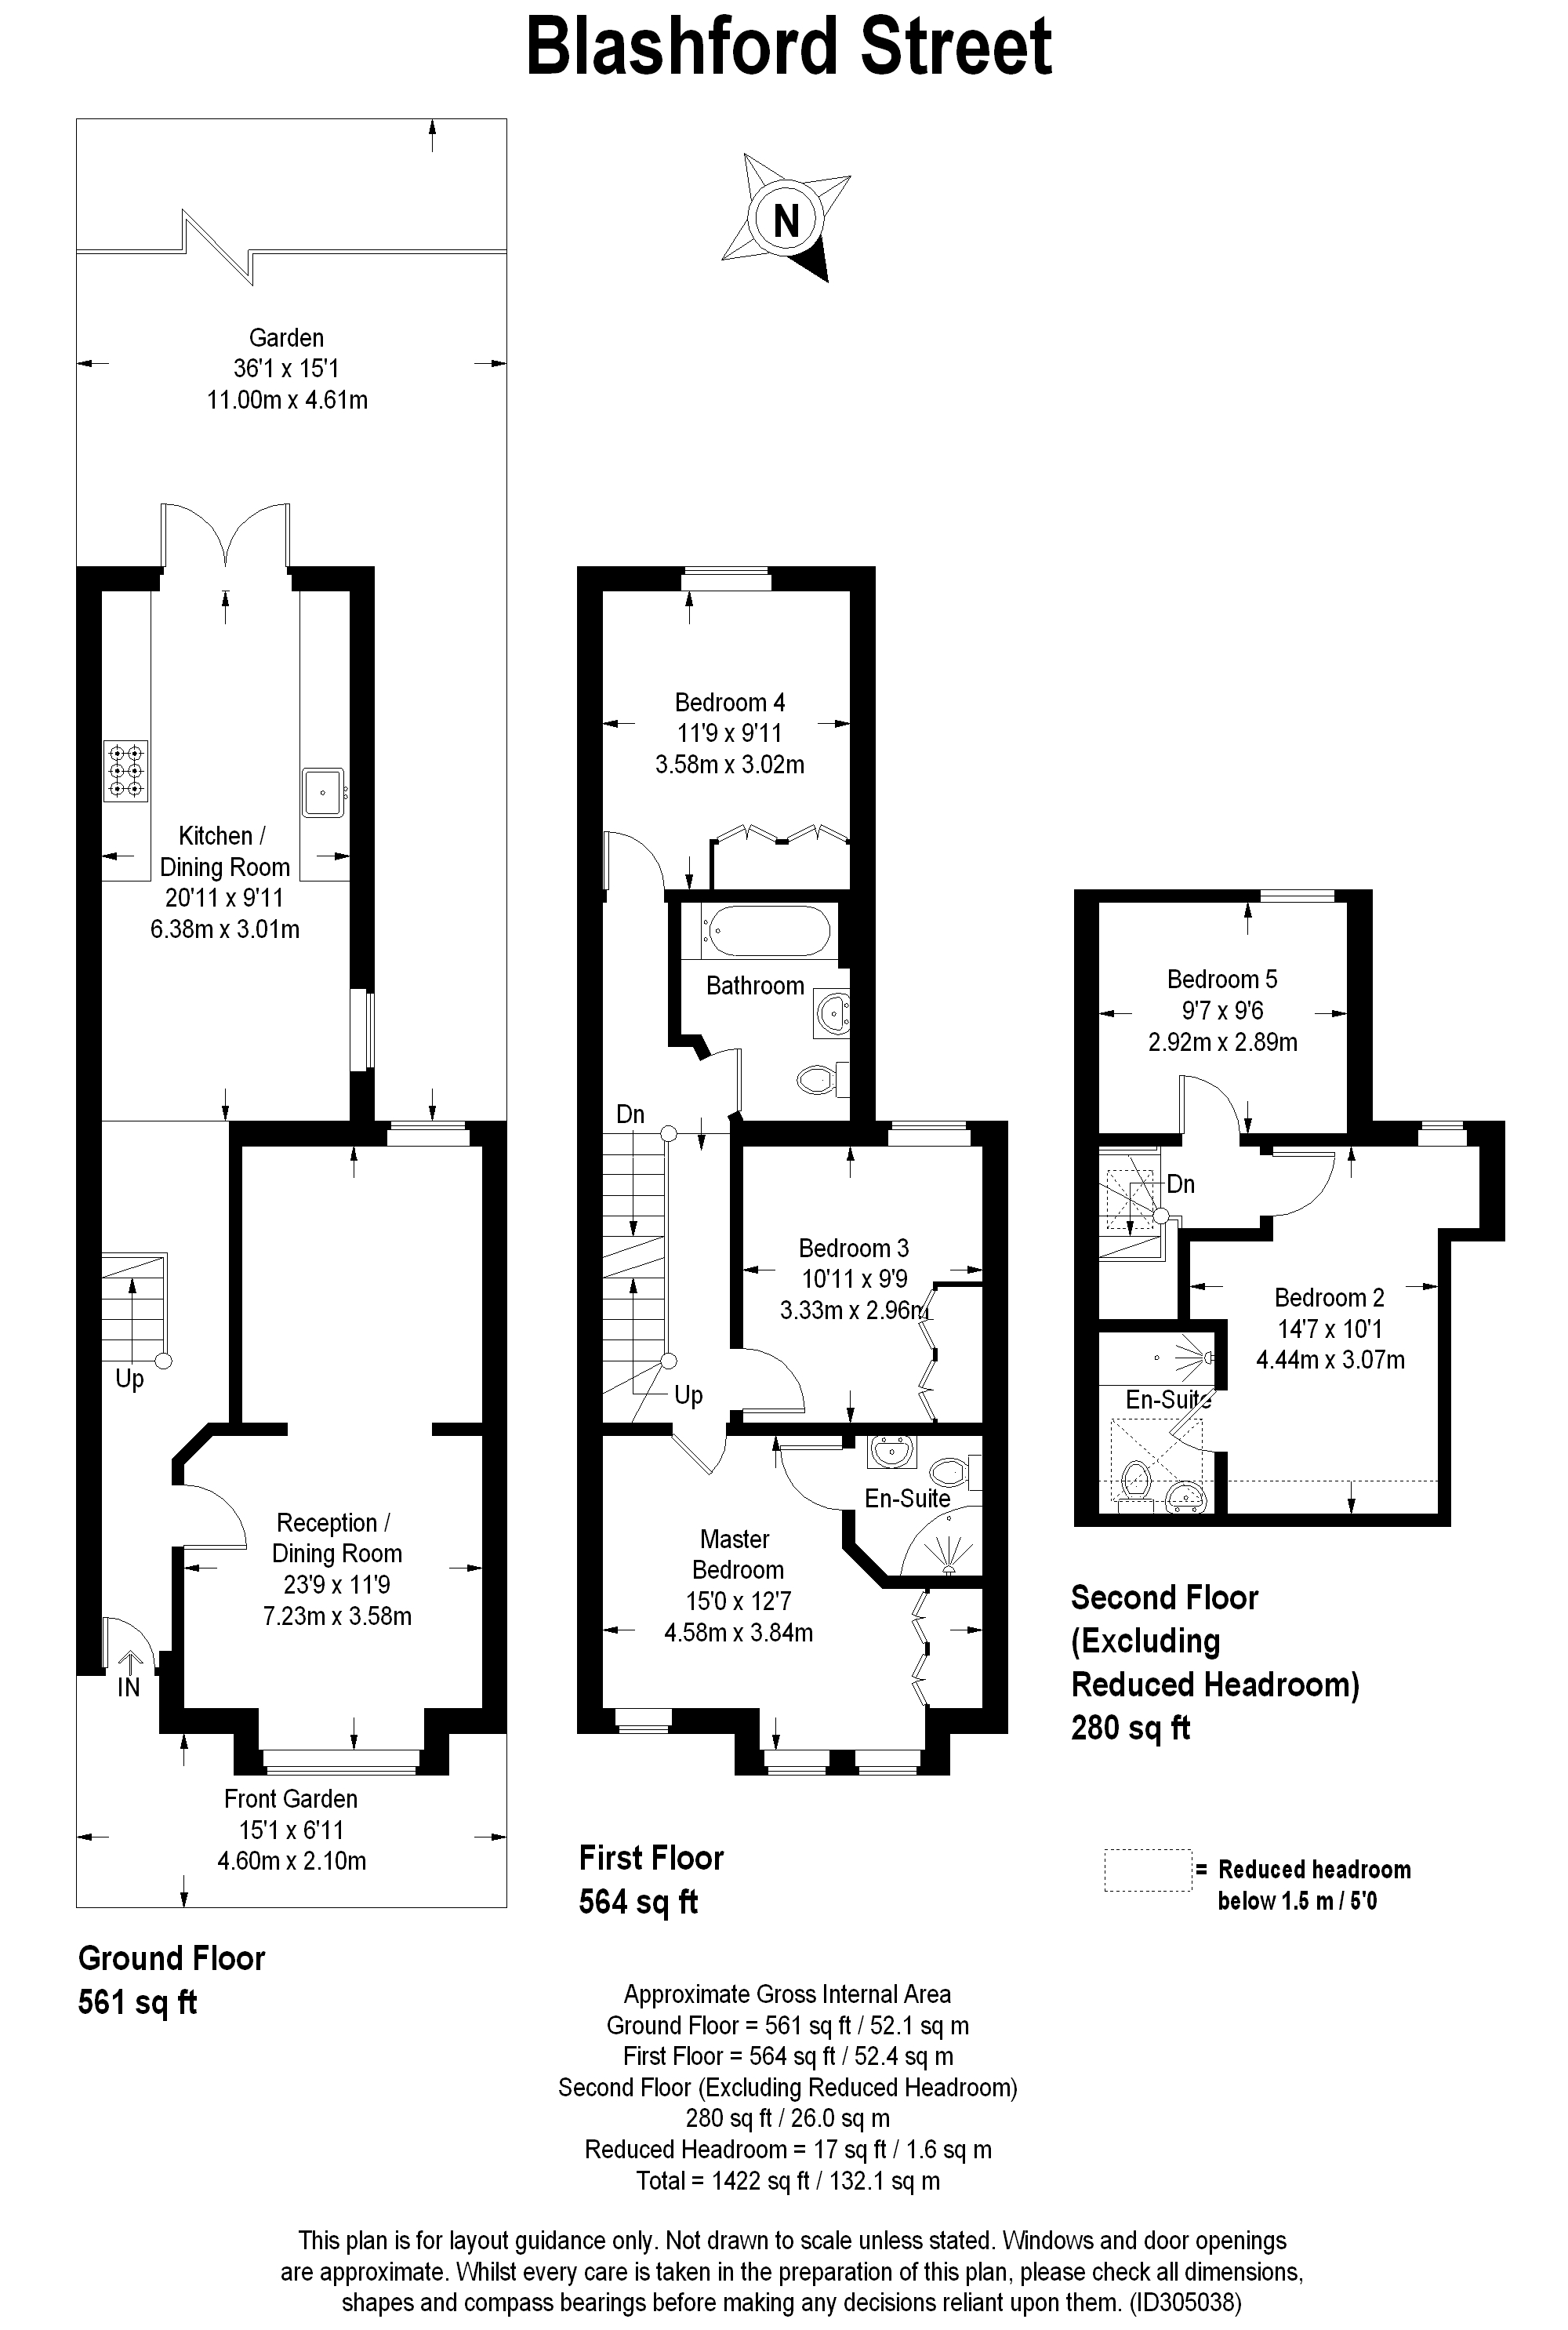 Blashford Street
N
Garden
36'1 x 15'1
11.00m x 4.61m
Kitchen /
Dining Room
20'11 x 9'11
6.38m x 3.01m
Up
Reception /
Dining Room
23'9 x 11'9
7.23m x 3.58m
IN
Front Garden
15'1 x 6'11
4.60m x 2.10m
Ground Floor
561 sq ft
Bedroom 4
11'9 x 9'11
3.58m x 3.02m
Bathroom
Dn
Bedroom 3
10'11 x 9'9
3.33m x 2.96m
Up
En-Suite
Master
Bedroom
15'0 x 12'7
4.58m x 3.84m
First Floor
564 sq ft
Bedroom 5
9'7 x 9'6
2.92m x 2.89m
Dn
Bedroom 2
14'7 x 10'1
4.44m x 3.07m
En-Suite
Second Floor
(Excluding
Reduced Headroom)
280 sq ft
= Reduced headroom
below 1.5 m / 5'0
Approximate Gross Internal Area
Ground Floor = 561 sq ft / 52.1 sq m
First Floor = 564 sq ft / 52.4 sq m
Second Floor (Excluding Reduced Headroom)
280 sq ft / 26.0 sq m
Reduced Headroom = 17 sq ft / 1.6 sq m
Total = 1422 sq ft / 132.1 sq m
This plan is for layout guidance only. Not drawn to scale unless stated. Windows and door openings
are approximate. Whilst every care is taken in the preparation of this plan, please check all dimensions,
shapes and compass bearings before making any decisions reliant upon them. (ID305038)